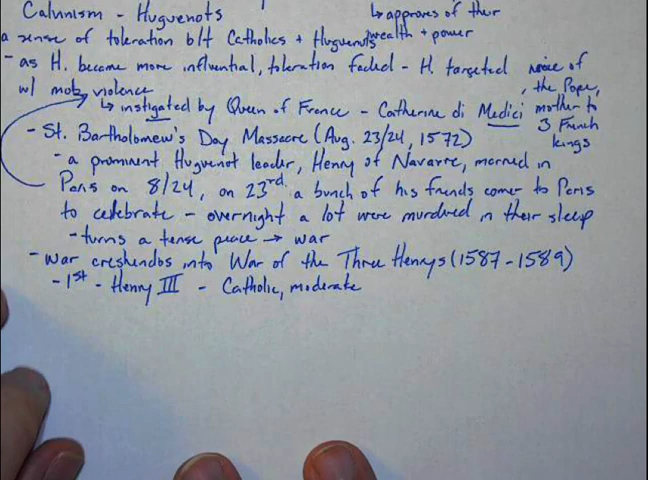 Calvinism - Huguenots
↳ approves of their wealth + power
a sense of toleration b/t Catholics + Huguenots
- as H. became more influential, toleration faded - H. targeted
w/ mob violence
↳ instigated by Queen of France - Catherine di Medici
niece of the Pope,
mother to
3 French
kings
- St. Bartholomew's Day Massacre (Aug. 23/24, 1572)
- a prominent Huguenot leader, Henry of Navarre, married in
Paris on 8/24, on 23rd a bunch of his friends come to Paris
to celebrate - overnight a lot were murdered in their sleep
- turns a tense peace → war
- war creshendos into War of the Three Henrys (1587-1589)
- 1st - Henry III - Catholic, moderate